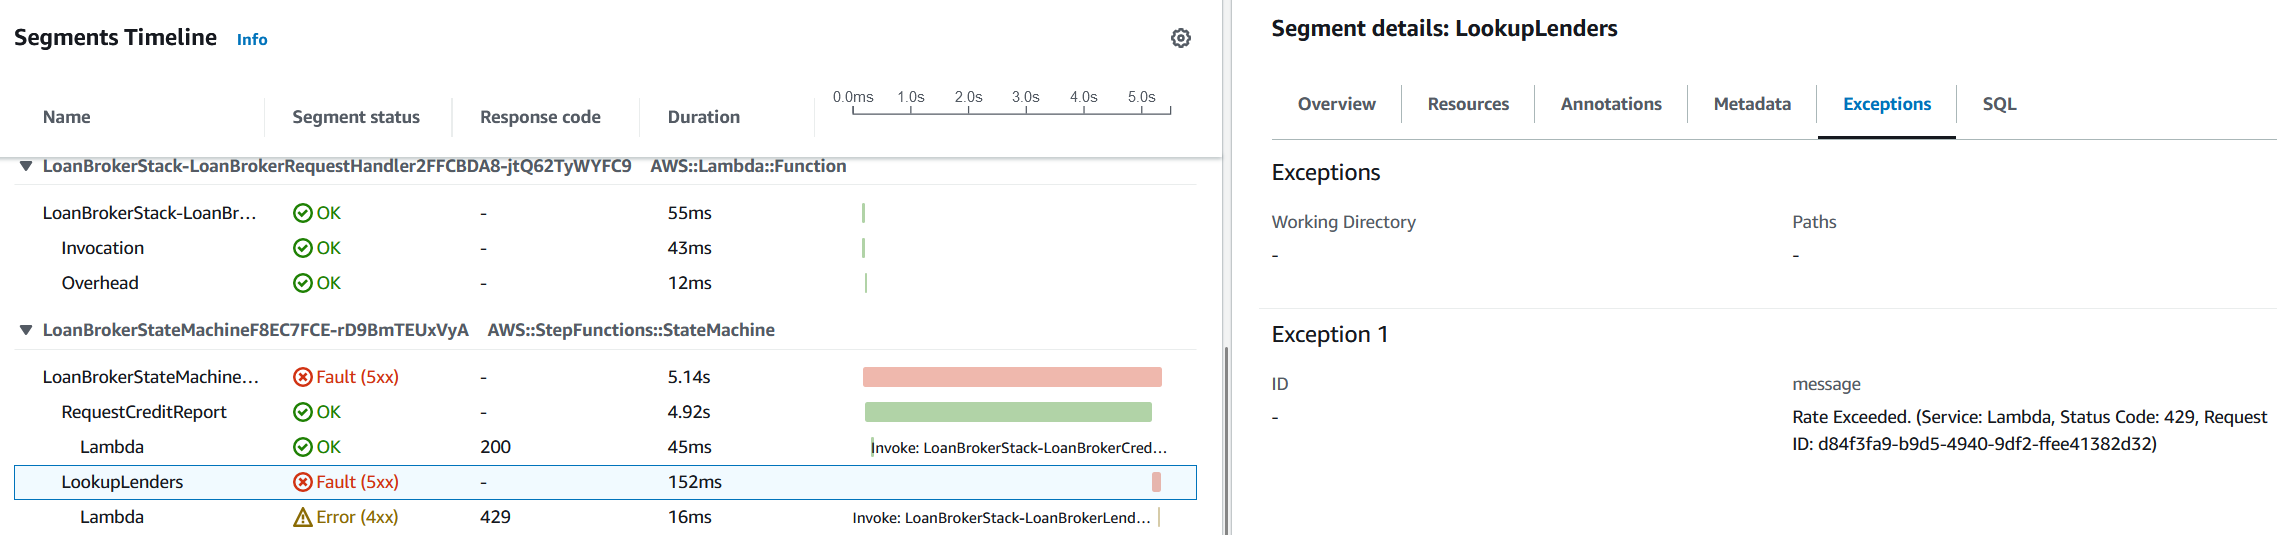 Segments Timeline Info
0.0ms 1.0s 2.0s 3.0s 4.0s 5.0s
Name Segment status Response code Duration
LoanBrokerStack-LoanBrokerRequestHandler2FFCBDA8-jtQ62TyWYFC9 AWS::Lambda::Function
LoanBrokerStack-LoanBr... OK - 55ms
Invocation OK - 43ms
Overhead OK - 12ms
LoanBrokerStateMachineF8EC7FCE-rD9BmTEUxVyA AWS::StepFunctions::StateMachine
LoanBrokerStateMachine... Fault (5xx) - 5.14s
RequestCreditReport OK - 4.92s
Lambda OK 200 45ms Invoke: LoanBrokerStack-LoanBrokerCred...
LookupLenders Fault (5xx) - 152ms
Lambda Error (4xx) 429 16ms Invoke: LoanBrokerStack-LoanBrokerLend...
Segment details: LookupLenders
Overview Resources Annotations Metadata Exceptions SQL
Exceptions
Working Directory Paths
- -
Exception 1
ID message
- Rate Exceeded. (Service: Lambda, Status Code: 429, Request
ID: d84f3fa9-b9d5-4940-9df2-ffee41382d32)